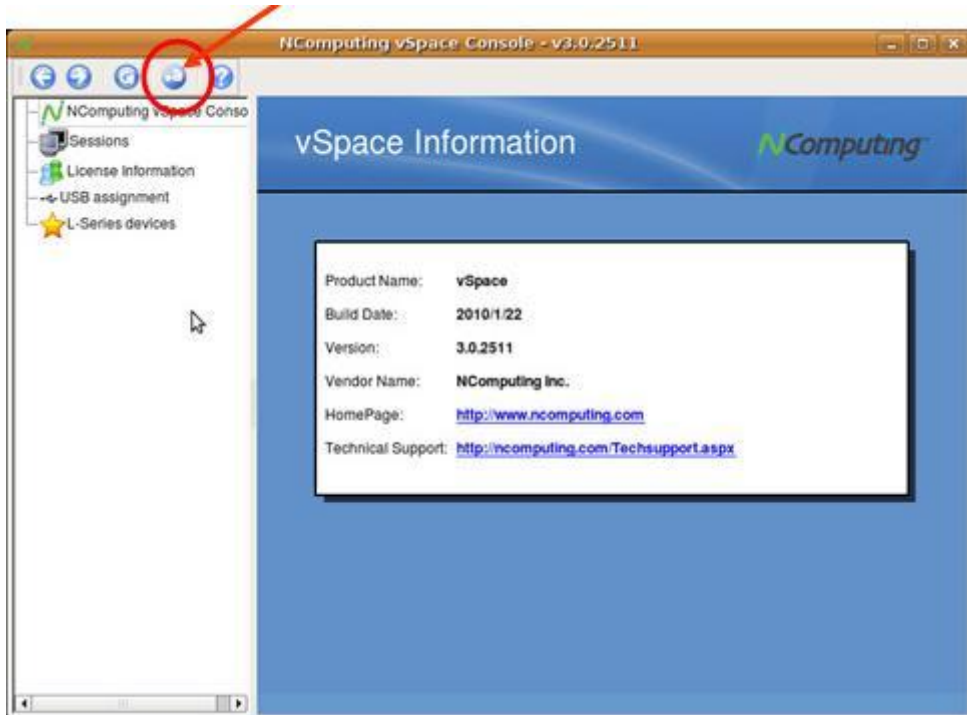 NComputing vSpace Console - v3.0.2511
NComputing vSpace Conso
Sessions
License Information
USB assignment
L-Series devices
vSpace Information
NComputing
Product Name: vSpace
Build Date: 2010/1/22
Version: 3.0.2511
Vendor Name: NComputing Inc.
HomePage: http://www.ncomputing.com
Technical Support: http://ncomputing.com/Techsupport.aspx